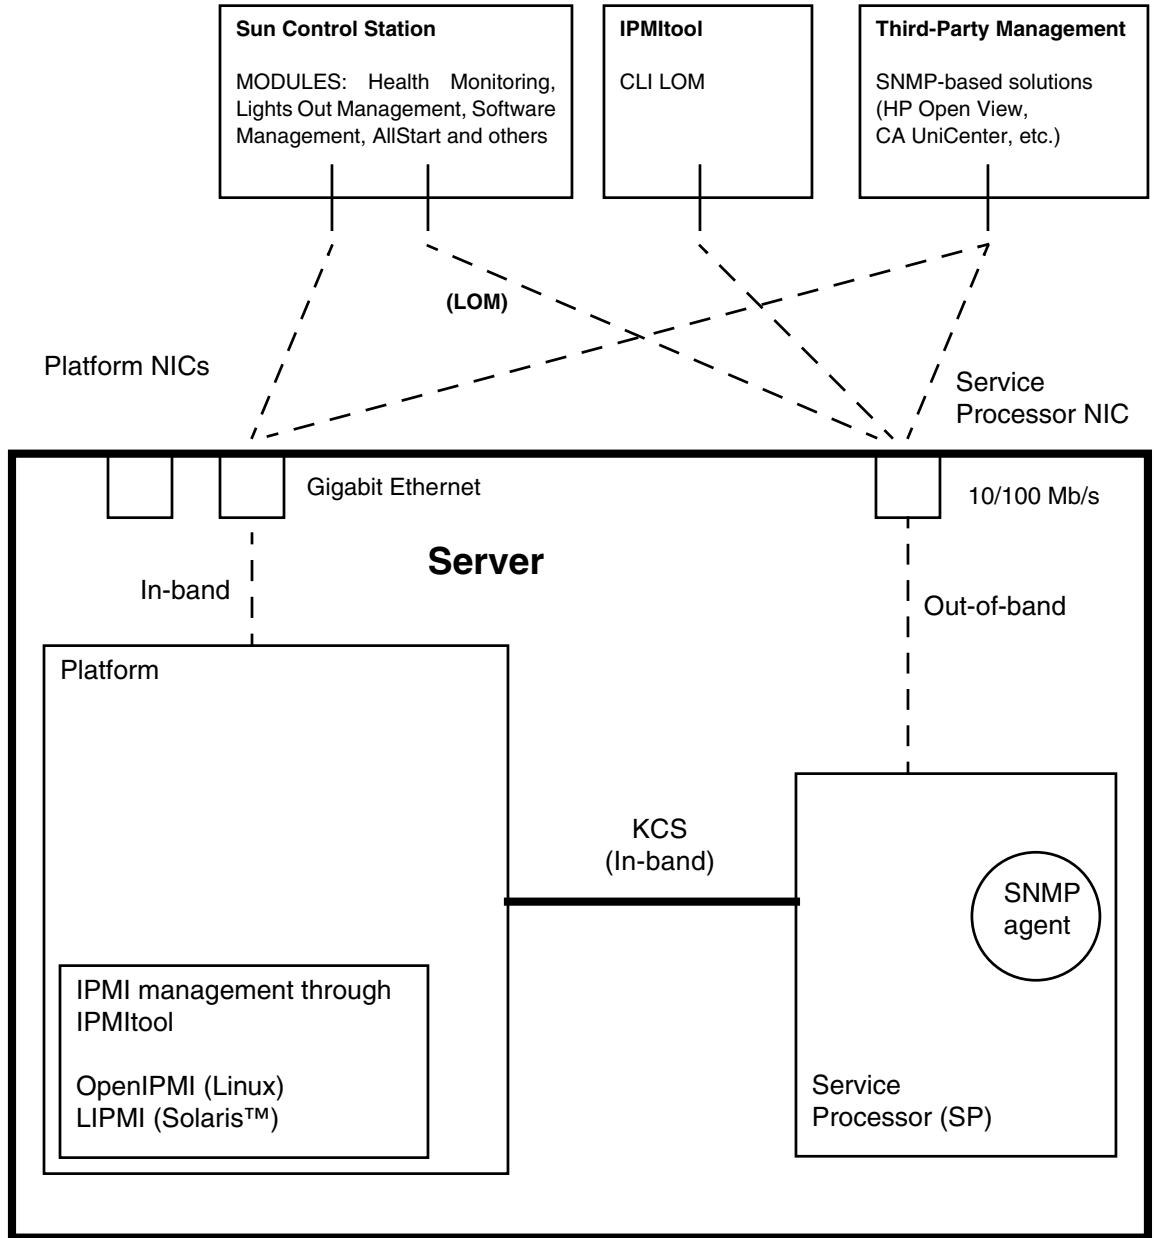 Sun Control Station
MODULES: Health Monitoring,
Lights Out Management, Software
Management, AllStart and others
IPMItool
CLI LOM
Third-Party Management
SNMP-based solutions
(HP Open View,
CA UniCenter, etc.)
(LOM)
Platform NICs
Service
Processor NIC
Gigabit Ethernet
10/100 Mb/s
Server
In-band
Out-of-band
Platform
KCS
(In-band)
SNMP
agent
IPMI management through
IPMItool
OpenIPMI (Linux)
LIPMI (Solaris™)
Service
Processor (SP)